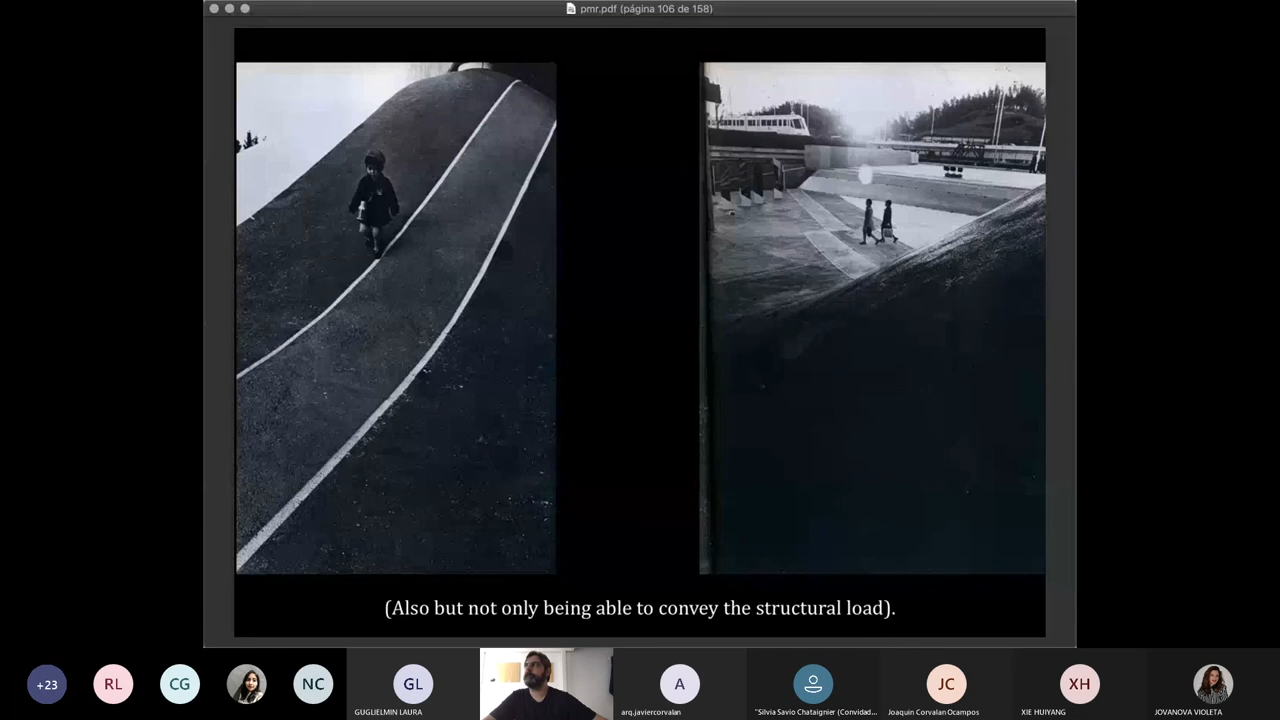 pmr.pdf (página 106 de 158)
(Also but not only being able to convey the structural load).
+23
RL
CG
NC
GL
GUGLIELMIN LAURA
A
arq.javiercorvalan
"Silvia Savio Chataignier (Convidad...
JC
Joaquin Corvalan Ocampos
XH
XIE HUIYANG
JOVANOVA VIOLETA